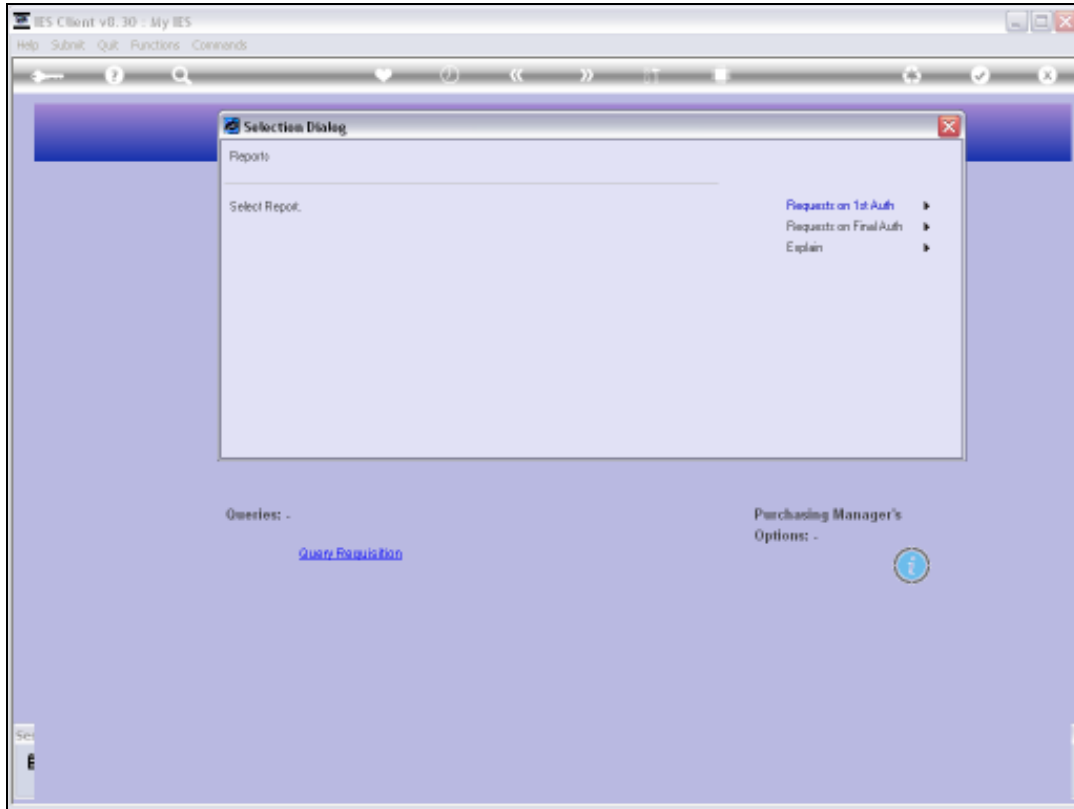 IES Client v8.30 : My IES
Help Submit Quit Functions Commands
Selection Dialog
Reports
Select Report.
Requests on 1st Auth
Requests on Final Auth
Explain
Queries: -
Purchasing Manager's
Options: -
Query Requisition